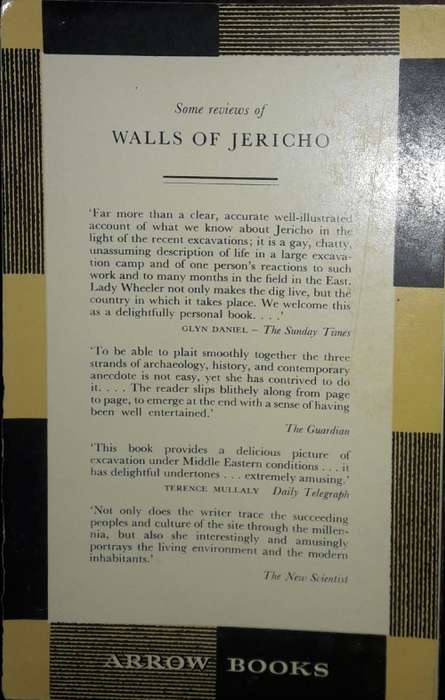 Some reviews of
WALLS OF JERICHO
'Far more than a clear, accurate well-illustrated
account of what we know about Jericho in the
light of the recent excavations; it is a gay, chatty,
unassuming description of life in a large excava-
tion camp and of one person's reactions to such
work and to many months in the field in the East.
Lady Wheeler not only makes the dig live, but the
country in which it takes place. We welcome this
as a delightfully personal book. . . .'
GLYN DANIEL – The Sunday Times
'To be able to plait smoothly together the three
strands of archaeology, history, and contemporary
anecdote is not easy, yet she has contrived to do
it. . . . The reader slips blithely along from page
to page, to emerge at the end with a sense of having
been well entertained.'
The Guardian
'This book provides a delicious picture of
excavation under Middle Eastern conditions . . . it
has delightful undertones . . . extremely amusing.'
TERENCE MULLALY Daily Telegraph
'Not only does the writer trace the succeeding
peoples and culture of the site through the millen-
nia, but also she interestingly and amusingly
portrays the living environment and the modern
inhabitants.'
The New Scientist
ARROW BOOKS